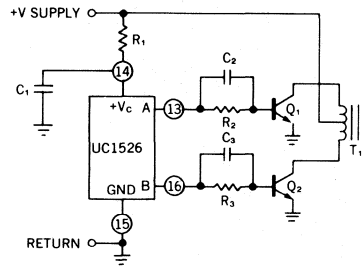 +V SUPPLY
R1
C1
14
C2
+Vc A
13
R2
Q1
UC1526
C3
T1
GND B
16
R3
Q2
15
RETURN